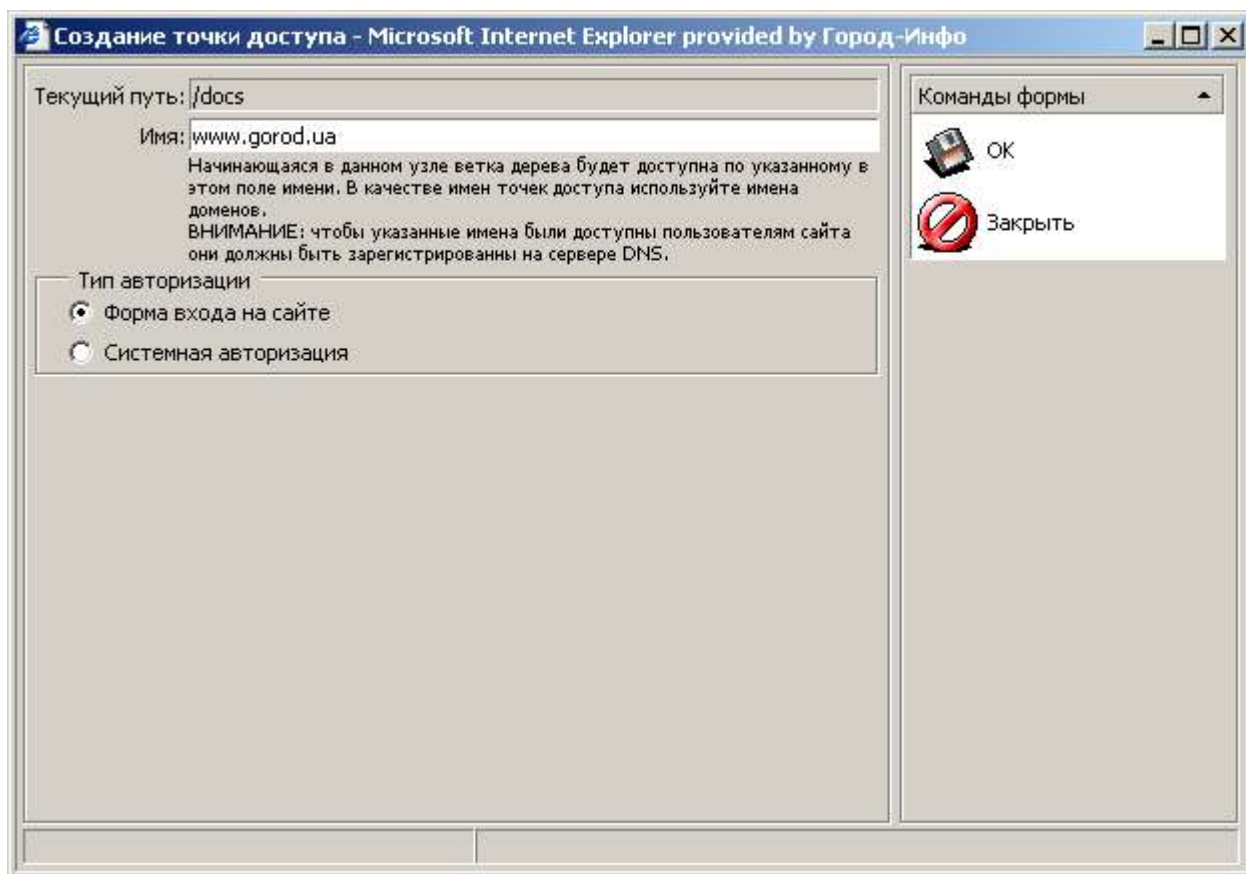 Создание точки доступа - Microsoft Internet Explorer provided by Город-Инфо
Текущий путь: /docs
Имя: www.gorod.ua
Начинающаяся в данном узле ветка дерева будет доступна по указанному в
этом поле имени. В качестве имен точек доступа используйте имена
доменов.
ВНИМАНИЕ: чтобы указанные имена были доступны пользователям сайта
они должны быть зарегистрированны на сервере DNS.
Тип авторизации
Форма входа на сайте
Системная авторизация
Команды формы
ОК
Закрыть